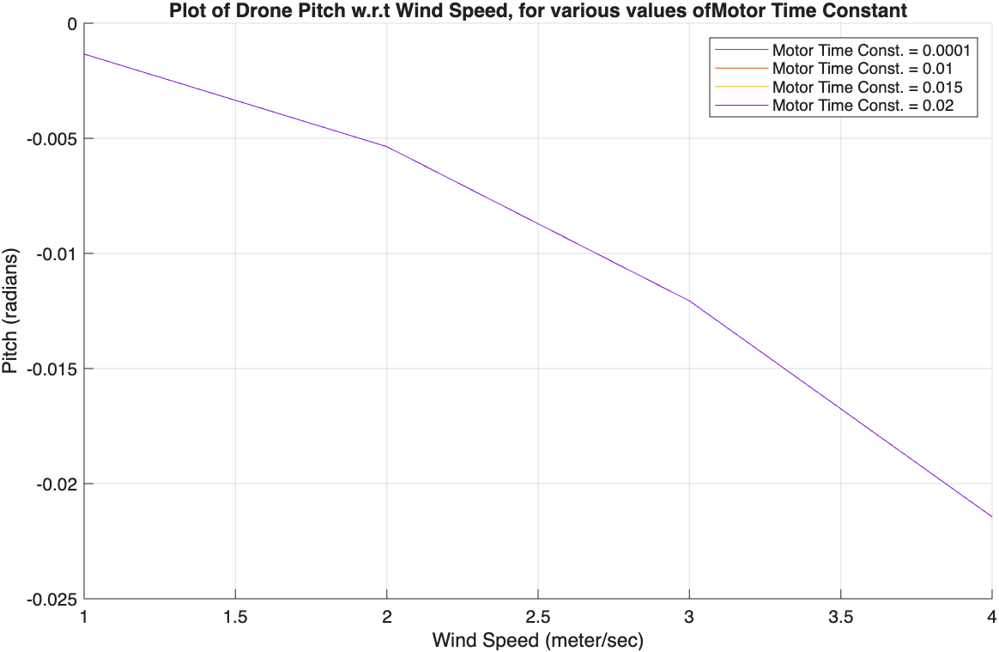 Plot of Drone Pitch w.r.t Wind Speed, for various values ofMotor Time Constant
0
-0.005
-0.01
-0.015
-0.02
-0.025
Pitch (radians)
Motor Time Const. = 0.0001
Motor Time Const. = 0.01
Motor Time Const. = 0.015
Motor Time Const. = 0.02
1 1.5 2 2.5 3 3.5 4
Wind Speed (meter/sec)